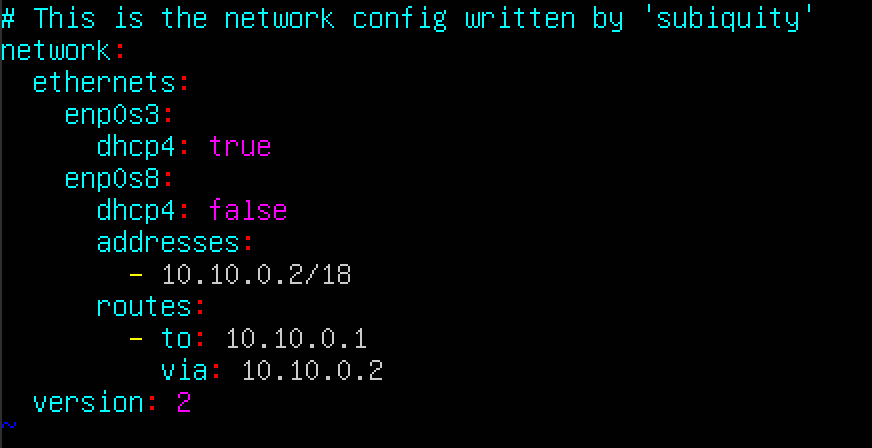 # This is the network config written by 'subiquity'
network:
  ethernets:
    enp0s3:
      dhcp4: true
    enp0s8:
      dhcp4: false
      addresses:
        - 10.10.0.2/18
      routes:
        - to: 10.10.0.1
          via: 10.10.0.2
  version: 2
~